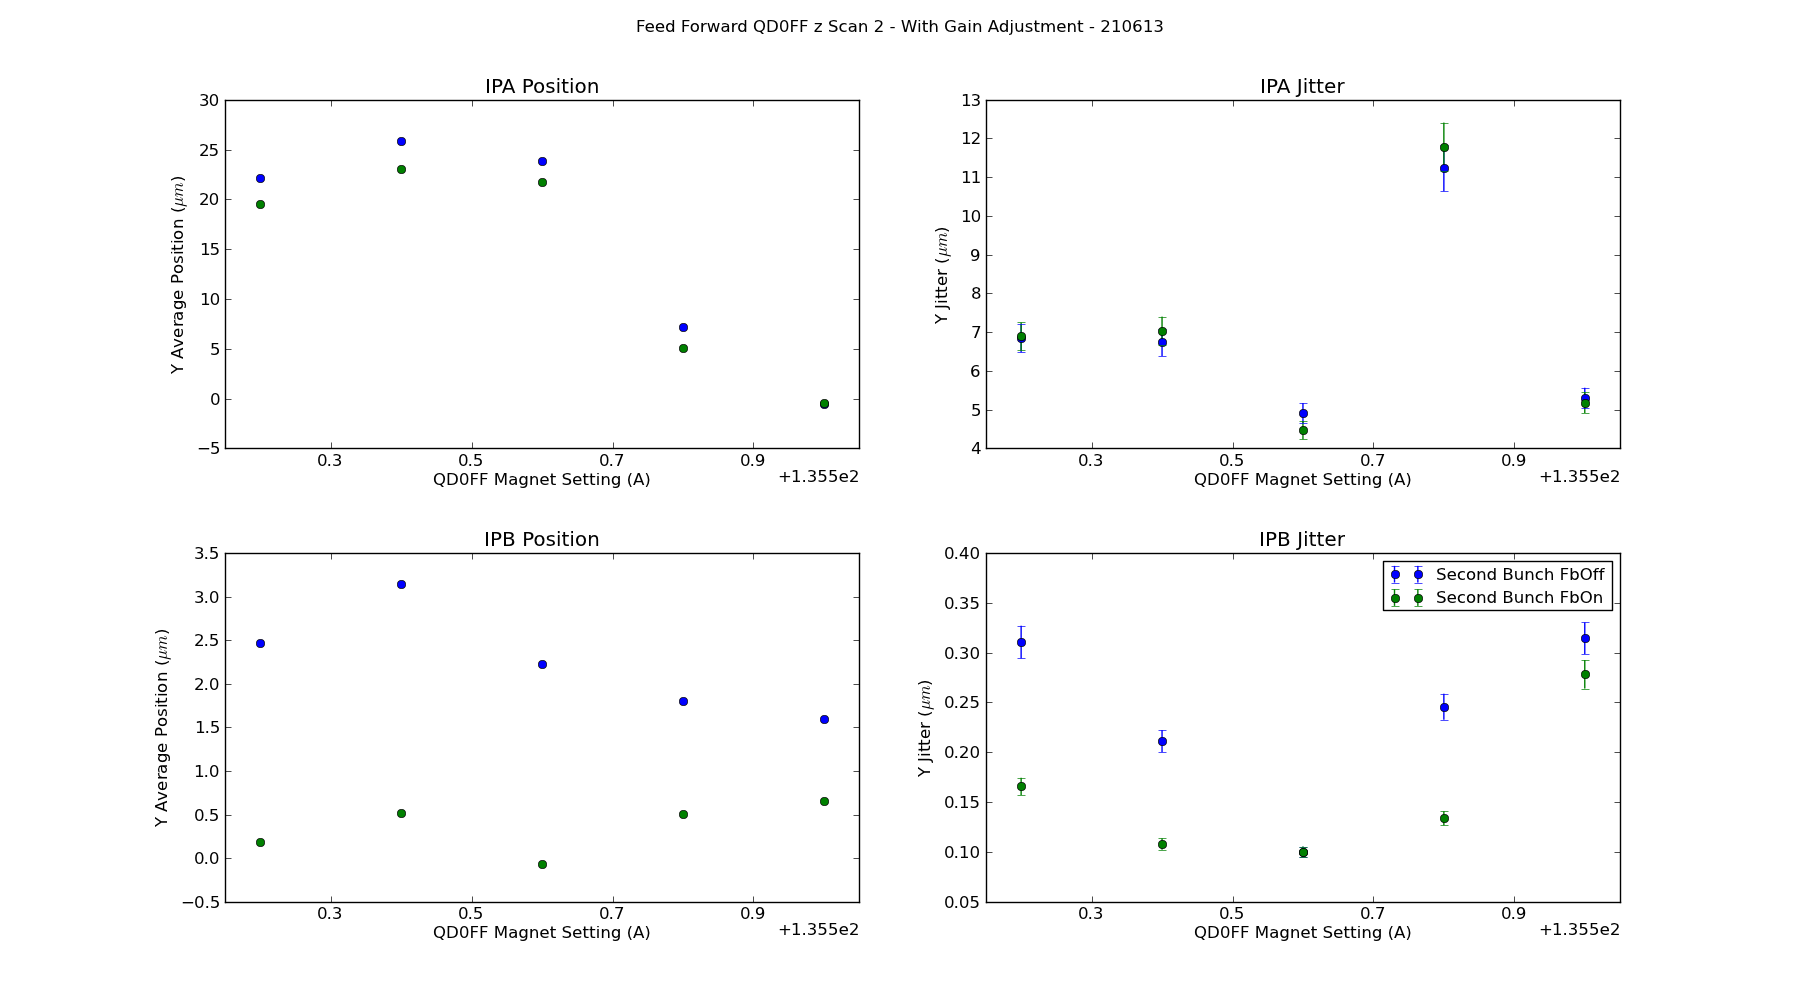 Feed Forward QD0FF z Scan 2 - With Gain Adjustment - 210613
IPA Position
30
25
20
15
10
5
0
−5
Y Average Position (μm)
0.3 0.5 0.7 0.9
QD0FF Magnet Setting (A)
+1.355e2
IPA Jitter
13
12
11
10
9
8
7
6
5
4
Y Jitter (μm)
0.3 0.5 0.7 0.9
QD0FF Magnet Setting (A)
+1.355e2
IPB Position
3.5
3.0
2.5
2.0
1.5
1.0
0.5
0.0
−0.5
Y Average Position (μm)
0.3 0.5 0.7 0.9
QD0FF Magnet Setting (A)
+1.355e2
IPB Jitter
0.40
0.35
0.30
0.25
0.20
0.15
0.10
0.05
Y Jitter (μm)
Second Bunch FbOff
Second Bunch FbOn
0.3 0.5 0.7 0.9
QD0FF Magnet Setting (A)
+1.355e2